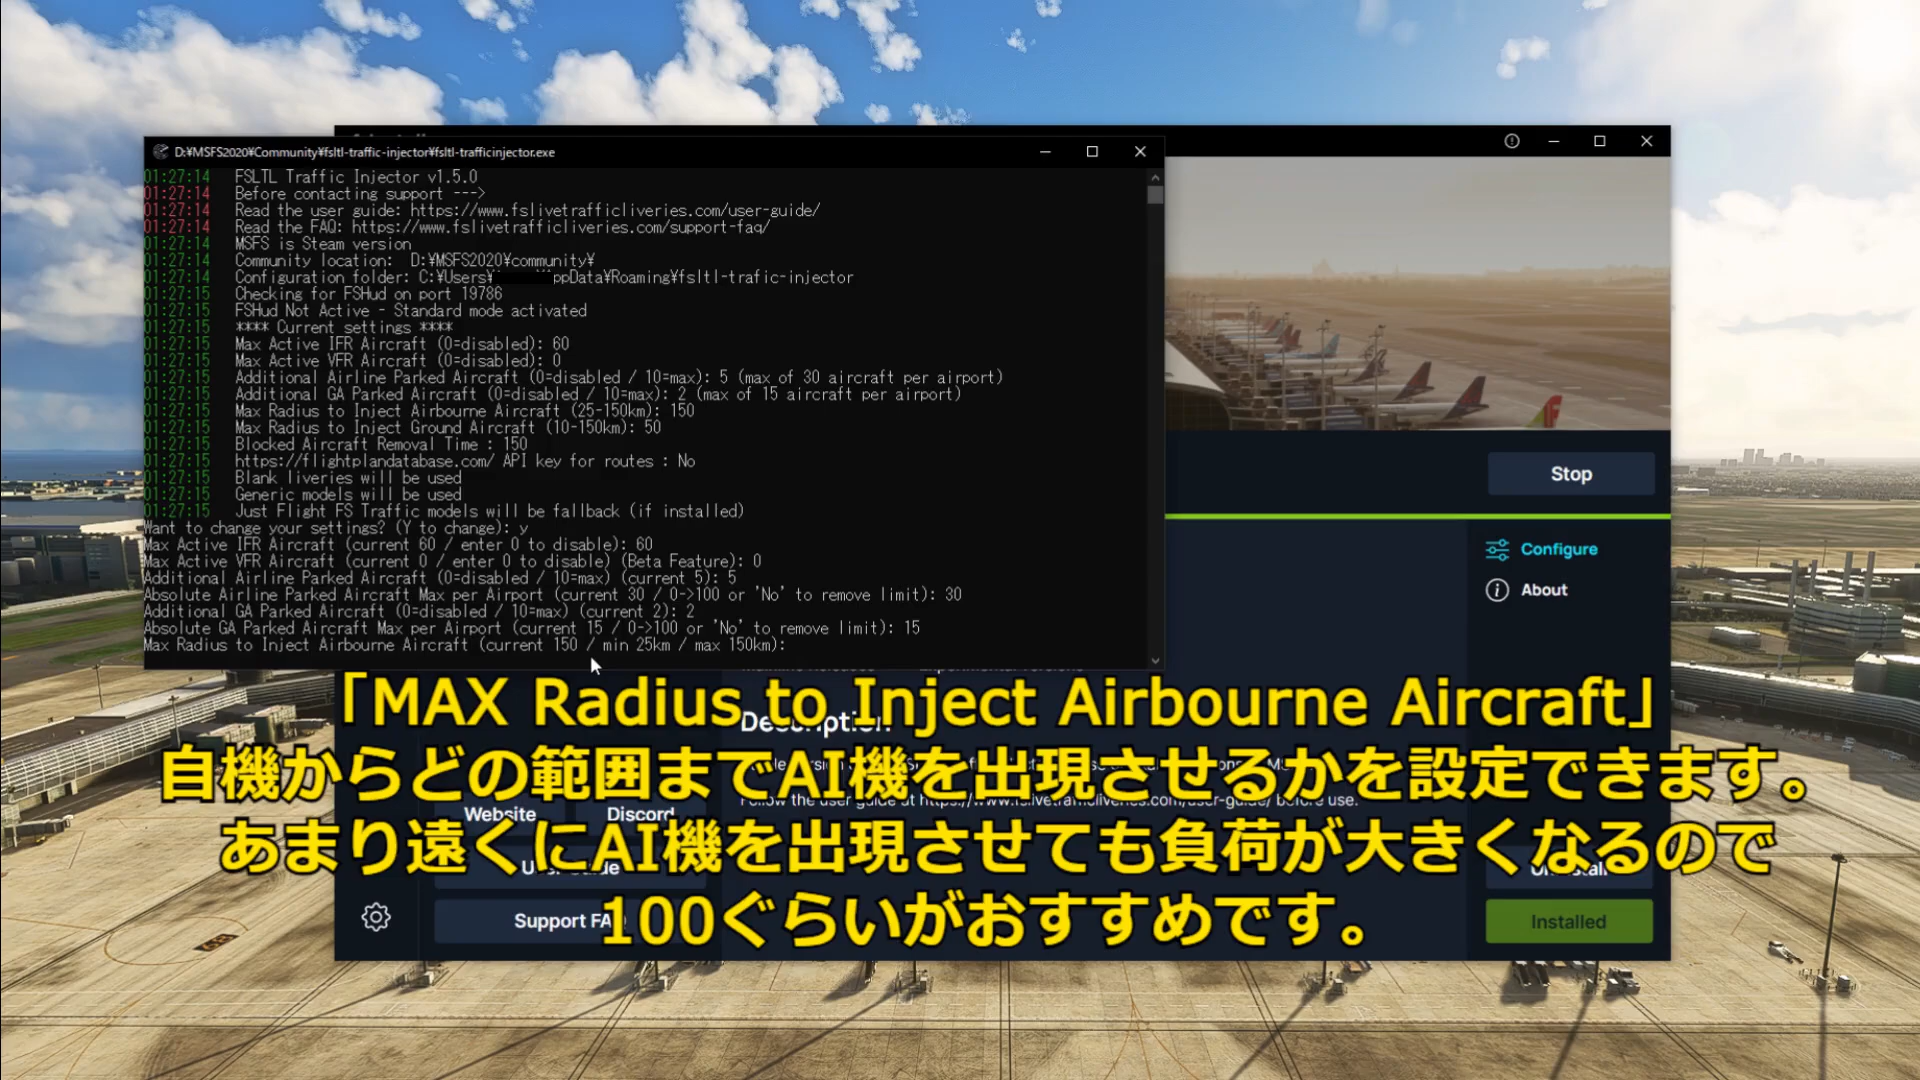 D:¥MSFS2020¥Community¥fsltl-traffic-injector¥fsltl-trafficinjector.exe
01:27:14 FSLTL Traffic Injector v1.5.0
01:27:14 Before contacting support --->
01:27:14 Read the user guide: https://www.fslivetrafficliveries.com/user-guide/
01:27:14 Read the FAQ: https://www.fslivetrafficliveries.com/support-faq/
01:27:14 MSFS is Steam version
01:27:14 Community location: D:¥MSFS2020¥community¥
01:27:14 Configuration folder: C:¥Users¥ ppData¥Roaming¥fsltl-trafic-injector
01:27:15 Checking for FSHud on port 19786
01:27:15 FSHud Not Active - Standard mode activated
01:27:15 **** Current settings ****
01:27:15 Max Active IFR Aircraft (0=disabled): 60
01:27:15 Max Active VFR Aircraft (0=disabled): 0
01:27:15 Additional Airline Parked Aircraft (0=disabled / 10=max): 5 (max of 30 aircraft per airport)
01:27:15 Additional GA Parked Aircraft (0=disabled / 10=max): 2 (max of 15 aircraft per airport)
01:27:15 Max Radius to Inject Airbourne Aircraft (25-150km): 150
01:27:15 Max Radius to Inject Ground Aircraft (10-150km): 50
01:27:15 Blocked Aircraft Removal Time : 150
01:27:15 https://flightplandatabase.com/ API key for routes : No
01:27:15 Blank liveries will be used
01:27:15 Generic models will be used
01:27:15 Just Flight FS Traffic models will be fallback (if installed)
Want to change your settings? (Y to change): y
Max Active IFR Aircraft (current 60 / enter 0 to disable): 60
Max Active VFR Aircraft (current 0 / enter 0 to disable) (Beta Feature): 0
Additional Airline Parked Aircraft (0=disabled / 10=max) (current 5): 5
Absolute Airline Parked Aircraft Max per Airport (current 30 / 0->100 or 'No' to remove limit): 30
Additional GA Parked Aircraft (0=disabled / 10=max) (current 2): 2
Absolute GA Parked Aircraft Max per Airport (current 15 / 0->100 or 'No' to remove limit): 15
Max Radius to Inject Airbourne Aircraft (current 150 / min 25km / max 150km):
Stop
Configure
About
「MAX Radius to Inject Airbourne Aircraft」
自機からどの範囲までAI機を出現させるかを設定できます。
あまり遠くにAI機を出現させても負荷が大きくなるので
100ぐらいがおすすめです。
Description
Follow the user guide at https://www.fslivetrafficliveries.com/user-guide/ before use.
Website
Discord
User Guide
Support FA
Uninstall
Installed